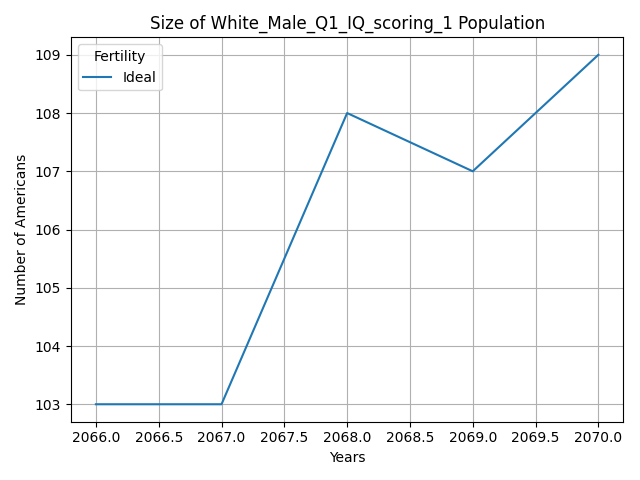 Size of White_Male_Q1_IQ_scoring_1 Population
Fertility
Ideal
109
108
107
106
105
104
103
Number of Americans
2066.0 2066.5 2067.0 2067.5 2068.0 2068.5 2069.0 2069.5 2070.0
Years